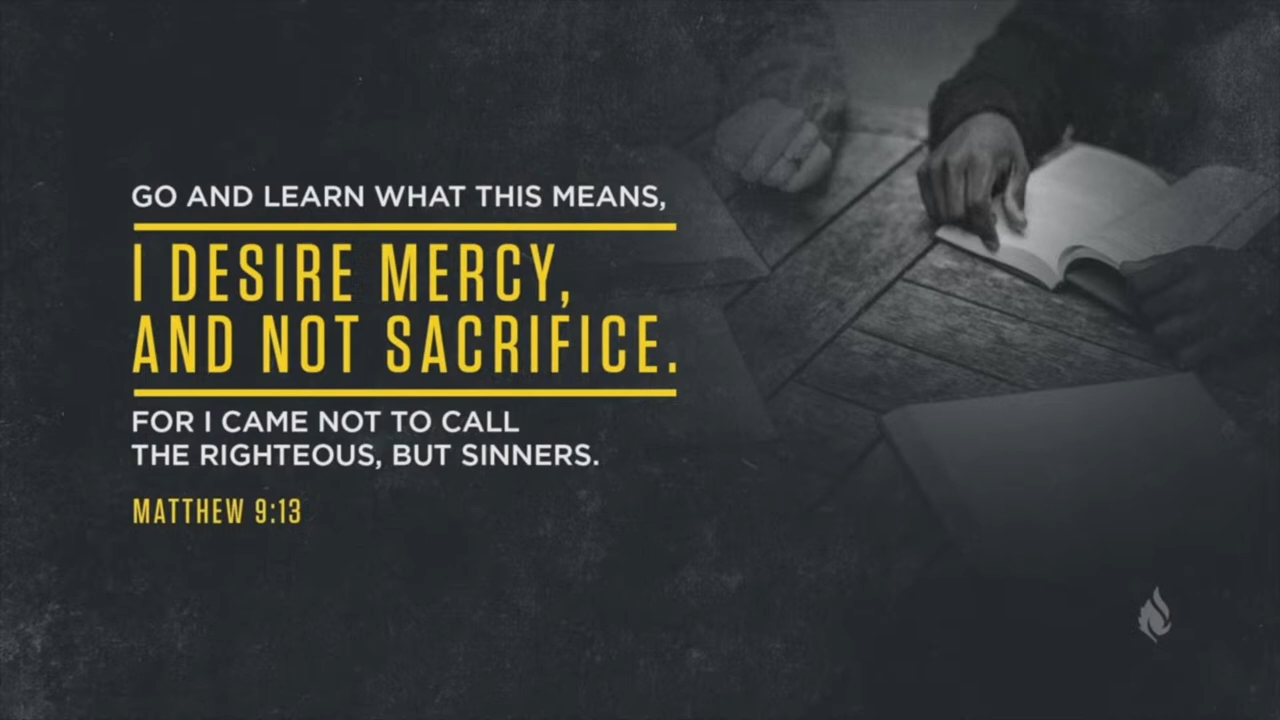 GO AND LEARN WHAT THIS MEANS,
I DESIRE MERCY,
AND NOT SACRIFICE.
FOR I CAME NOT TO CALL
THE RIGHTEOUS, BUT SINNERS.
MATTHEW 9:13